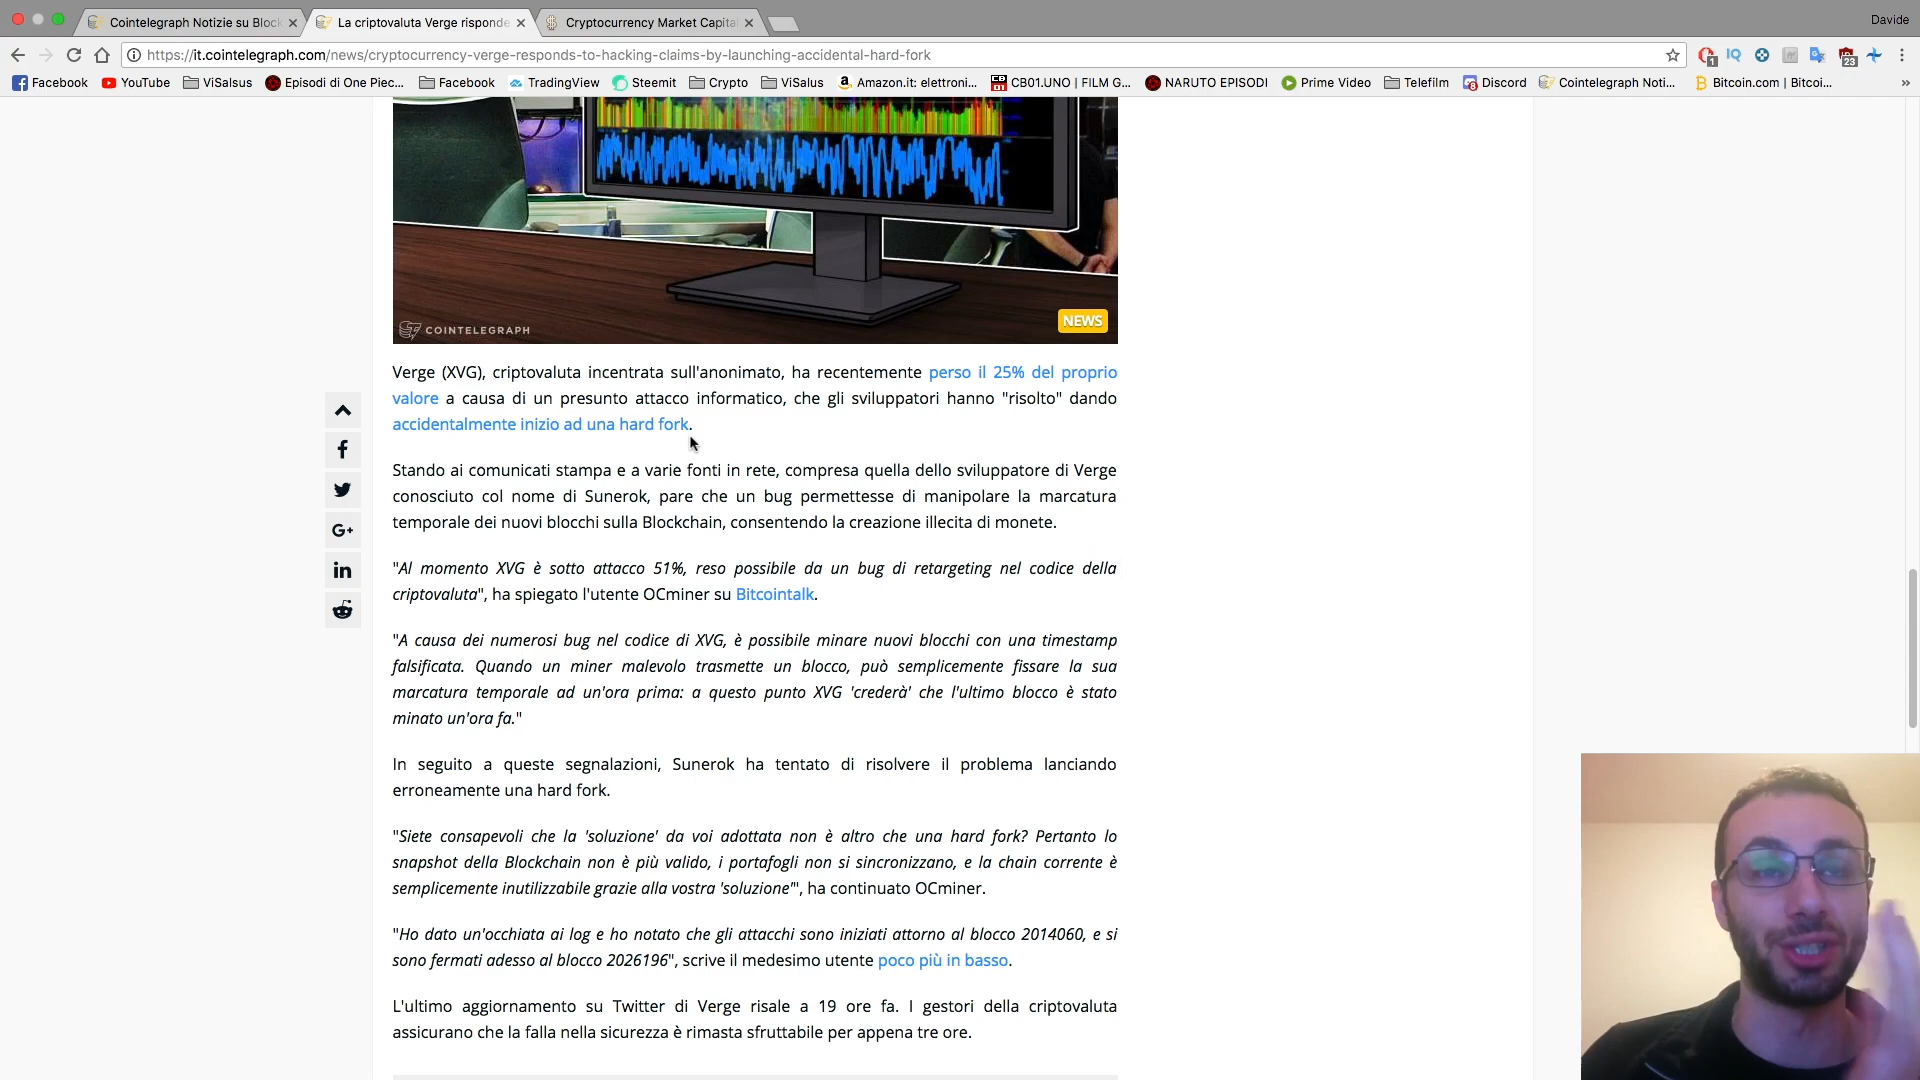 Davide
Cointelegraph Notizie su Block
La criptovaluta Verge risponde
Cryptocurrency Market Capital
https://it.cointelegraph.com/news/cryptocurrency-verge-responds-to-hacking-claims-by-launching-accidental-hard-fork
1
IQ
23
Facebook
YouTube
ViSalsus
Episodi di One Piec...
Facebook
TradingView
Steemit
Crypto
ViSalus
Amazon.it: elettroni...
CB01.UNO | FILM G...
NARUTO EPISODI
Prime Video
Telefilm
Discord
Cointelegraph Noti...
Bitcoin.com | Bitcoi...
»
COINTELEGRAPH
NEWS
Verge (XVG), criptovaluta incentrata sull'anonimato, ha recentemente perso il 25% del proprio
valore a causa di un presunto attacco informatico, che gli sviluppatori hanno "risolto" dando
accidentalmente inizio ad una hard fork.
Stando ai comunicati stampa e a varie fonti in rete, compresa quella dello sviluppatore di Verge
conosciuto col nome di Sunerok, pare che un bug permettesse di manipolare la marcatura
temporale dei nuovi blocchi sulla Blockchain, consentendo la creazione illecita di monete.
"Al momento XVG è sotto attacco 51%, reso possibile da un bug di retargeting nel codice della
criptovaluta", ha spiegato l'utente OCminer su Bitcointalk.
"A causa dei numerosi bug nel codice di XVG, è possibile minare nuovi blocchi con una timestamp
falsificata. Quando un miner malevolo trasmette un blocco, può semplicemente fissare la sua
marcatura temporale ad un'ora prima: a questo punto XVG 'crederà' che l'ultimo blocco è stato
minato un'ora fa."
In seguito a queste segnalazioni, Sunerok ha tentato di risolvere il problema lanciando
erroneamente una hard fork.
"Siete consapevoli che la 'soluzione' da voi adottata non è altro che una hard fork? Pertanto lo
snapshot della Blockchain non è più valido, i portafogli non si sincronizzano, e la chain corrente è
semplicemente inutilizzabile grazie alla vostra 'soluzione'", ha continuato OCminer.
"Ho dato un'occhiata ai log e ho notato che gli attacchi sono iniziati attorno al blocco 2014060, e si
sono fermati adesso al blocco 2026196", scrive il medesimo utente poco più in basso.
L'ultimo aggiornamento su Twitter di Verge risale a 19 ore fa. I gestori della criptovaluta
assicurano che la falla nella sicurezza è rimasta sfruttabile per appena tre ore.